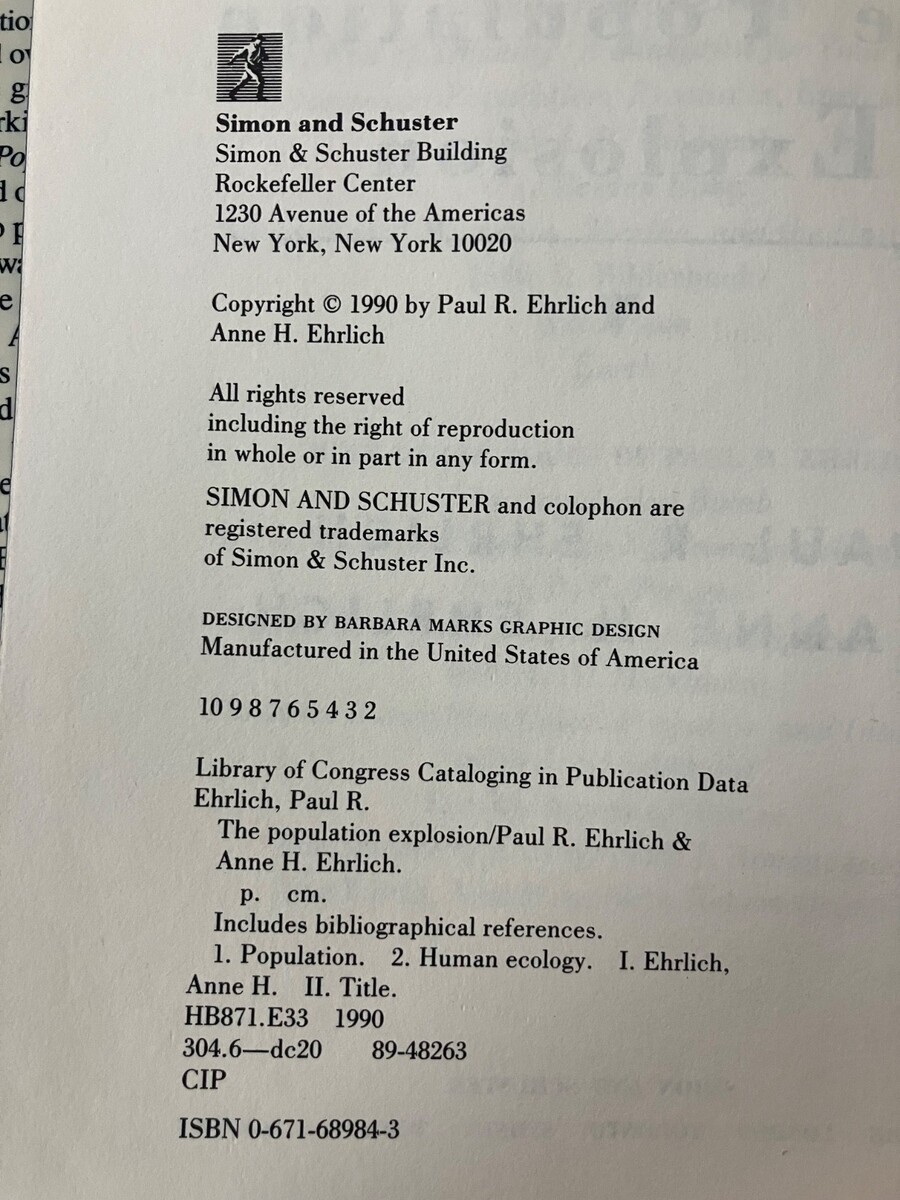 Simon and Schuster
Simon & Schuster Building
Rockefeller Center
1230 Avenue of the Americas
New York, New York 10020
Copyright © 1990 by Paul R. Ehrlich and
Anne H. Ehrlich
All rights reserved
including the right of reproduction
in whole or in part in any form.
SIMON AND SCHUSTER and colophon are
registered trademarks
of Simon & Schuster Inc.
DESIGNED BY BARBARA MARKS GRAPHIC DESIGN
Manufactured in the United States of America
10 9 8 7 6 5 4 3 2
Library of Congress Cataloging in Publication Data
Ehrlich, Paul R.
The population explosion/Paul R. Ehrlich &
Anne H. Ehrlich.
p. cm.
Includes bibliographical references.
1. Population. 2. Human ecology. I. Ehrlich,
Anne H. II. Title.
HB871.E33 1990
304.6—dc20 89-48263
CIP
ISBN 0-671-68984-3